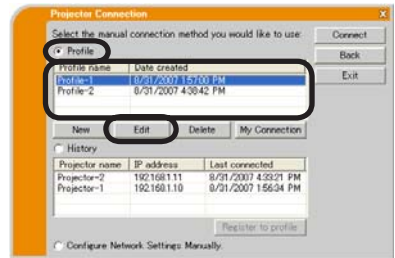 Projector Connection X
Select the manual connection method you would like to use:
Connect
Profile
Back
Profile name Date created
Exit
Profile-1 8/31/2007 1:57:00 PM
Profile-2 8/31/2007 4:38:42 PM
New Edit Delete My Connection
History
Projector name IP address Last connected
Projector-2 192.168.1.11 8/31/2007 4:33:21 PM
Projector-1 192.168.1.10 8/31/2007 1:56:34 PM
Register to profile
Configure Network Settings Manually.